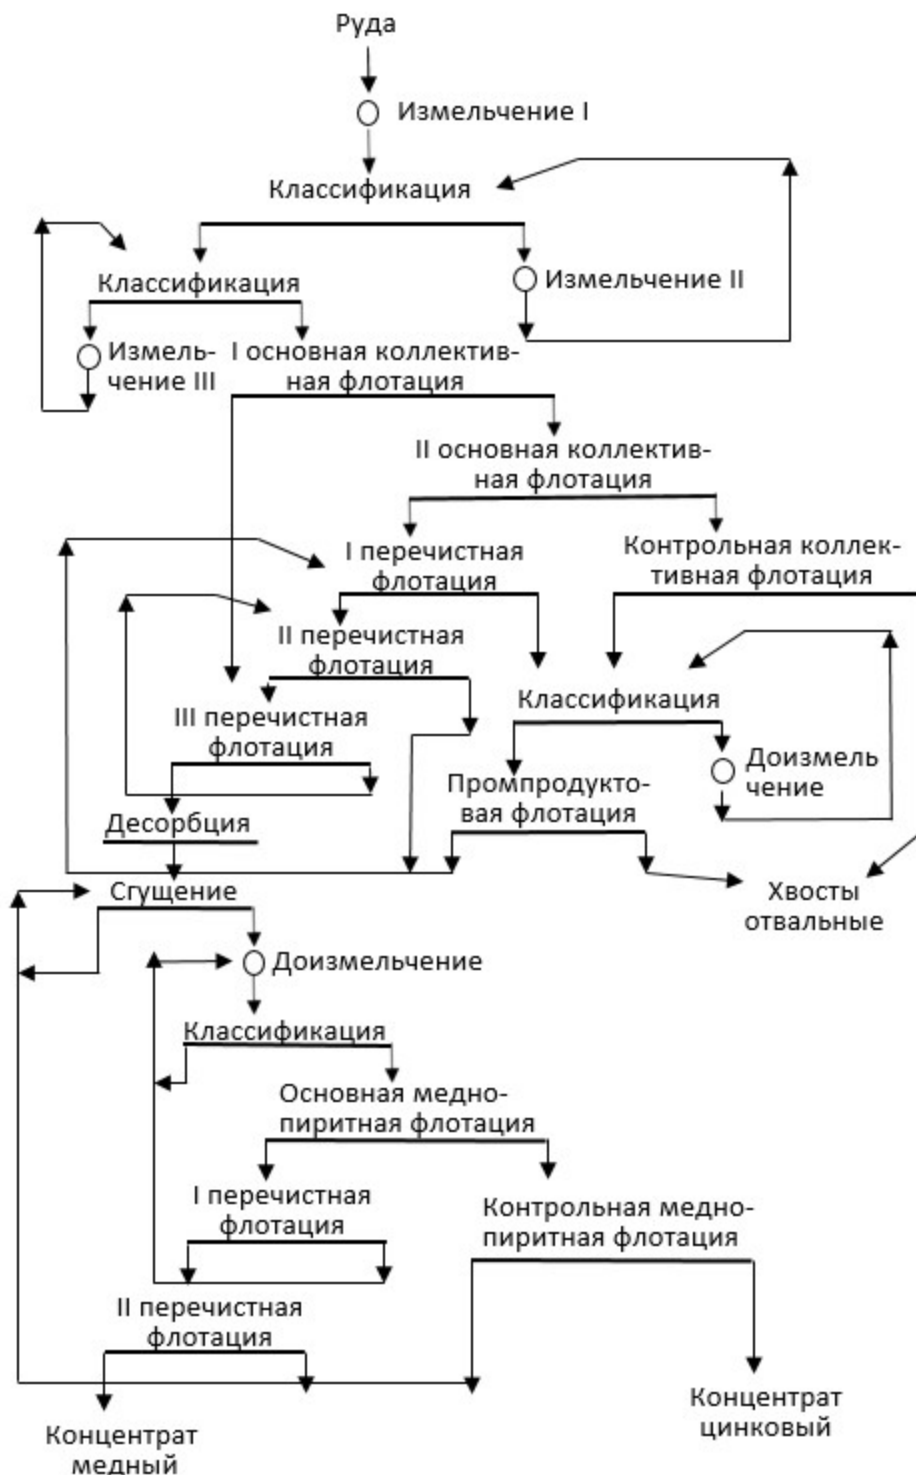 Руда
Измельчение I
Классификация
Классификация
Измельчение II
Измель-
чение III
I основная коллектив-
ная флотация
II основная коллектив-
ная флотация
I перечистная
флотация
Контрольная коллек-
тивная флотация
II перечистная
флотация
Классификация
III перечистная
флотация
Доизмель
чение
Промпродукто-
вая флотация
Десорбция
Сгущение
Хвосты
отвальные
Доизмельчение
Классификация
Основная медно-
пиритная флотация
I перечистная
флотация
Контрольная медно-
пиритная флотация
II перечистная
флотация
Концентрат
цинковый
Концентрат
медный